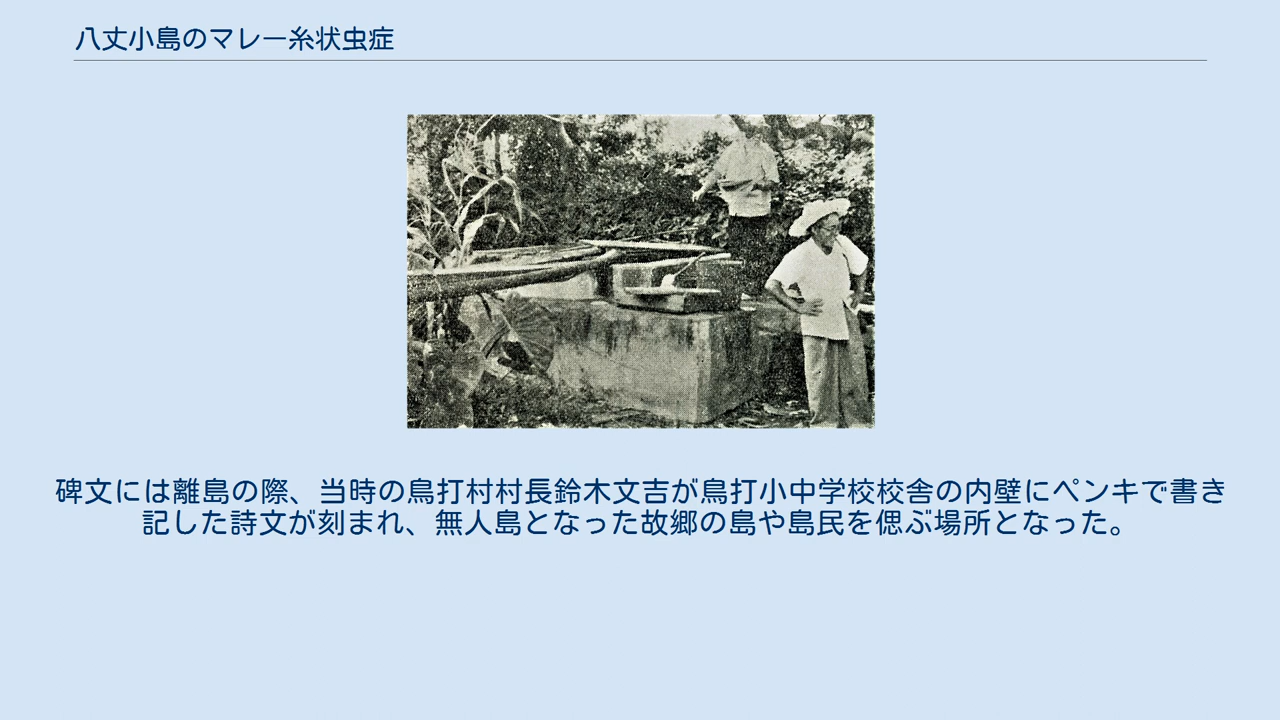 八丈小島のマレー糸状虫症
碑文には離島の際、当時の鳥打村村長鈴木文吉が鳥打小中学校校舎の内壁にペンキで書き
記した詩文が刻まれ、無人島となった故郷の島や島民を偲ぶ場所となった。